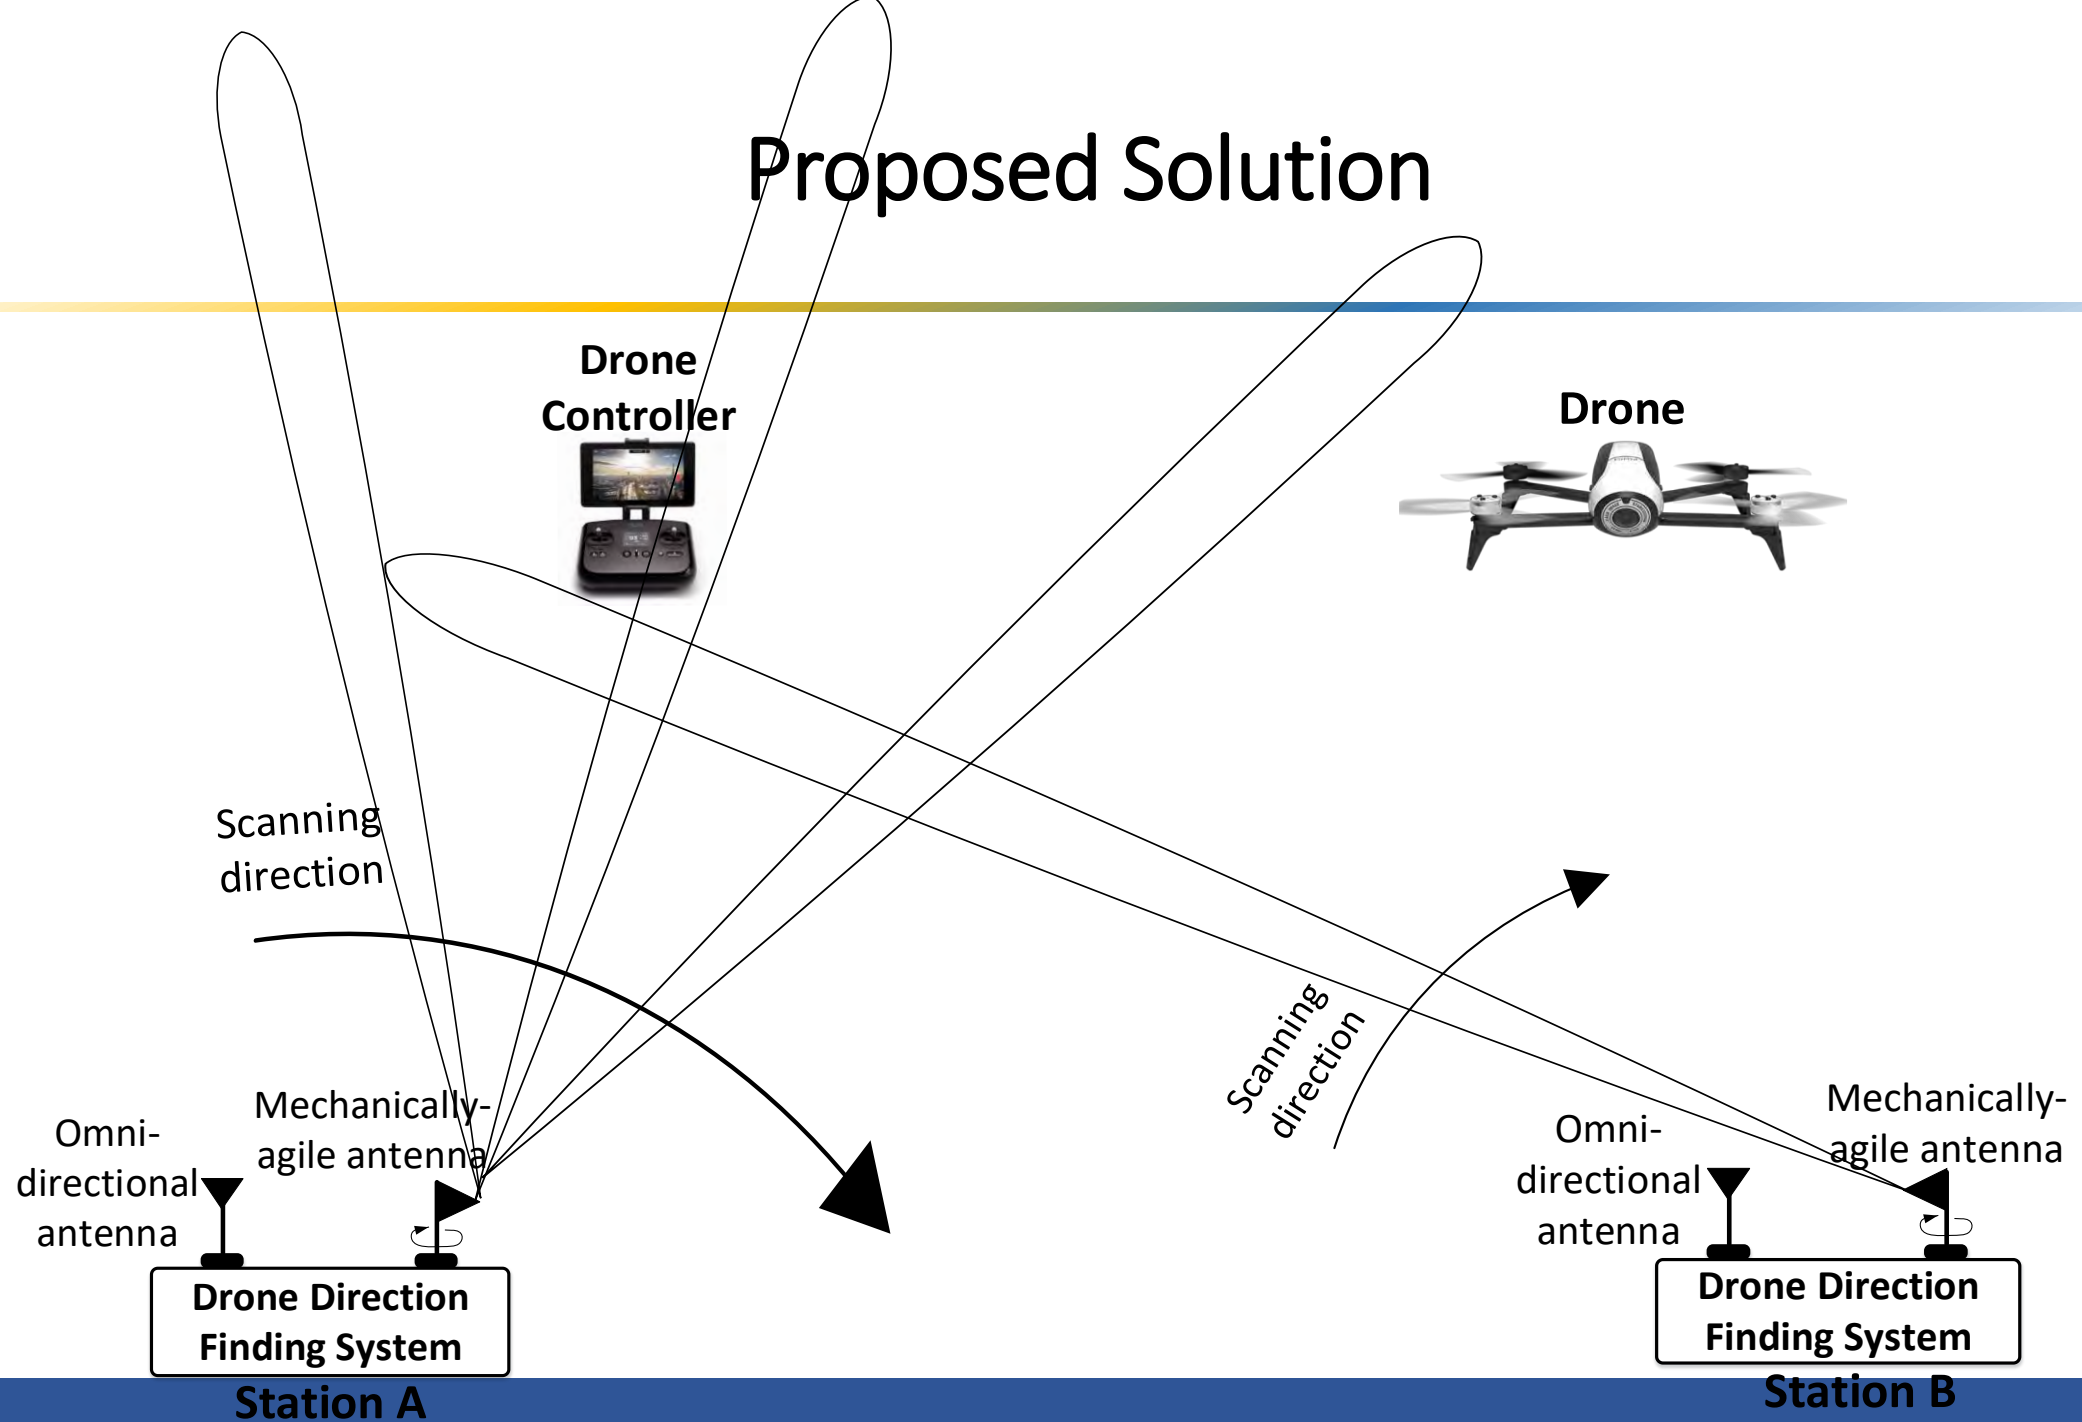 Proposed Solution
Drone
Controller
Drone
Scanning
direction
Scanning
direction
Omni-
directional
antenna
Mechanically-
agile antenna
Omni-
directional
antenna
Mechanically-
agile antenna
Drone Direction
Finding System
Station A
Drone Direction
Finding System
Station B